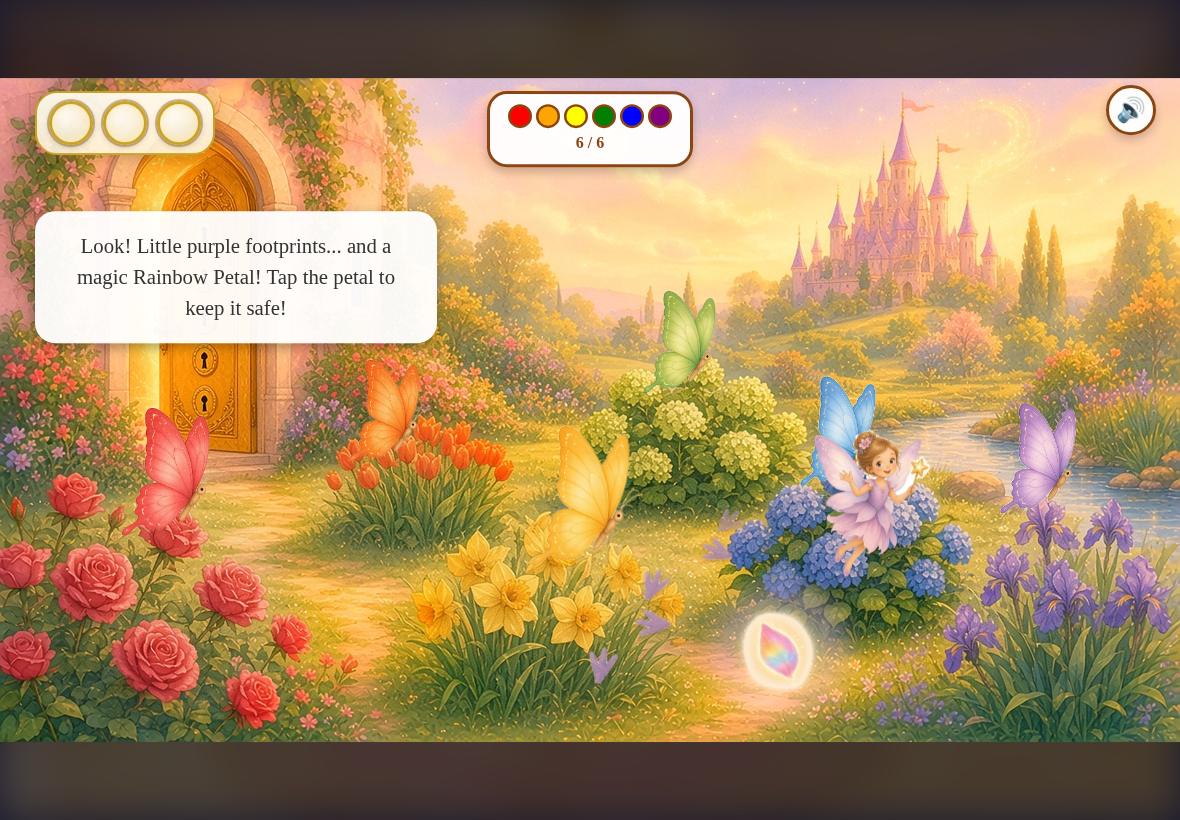 6 / 6
Look! Little purple footprints... and a
magic Rainbow Petal! Tap the petal to
keep it safe!